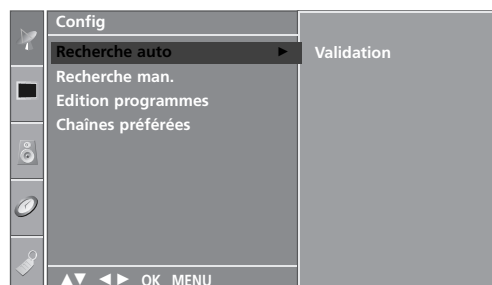 Config
Recherche auto ► Validation
Recherche man.
Edition programmes
Chaînes préférées
▲▼ ◄► OK MENU